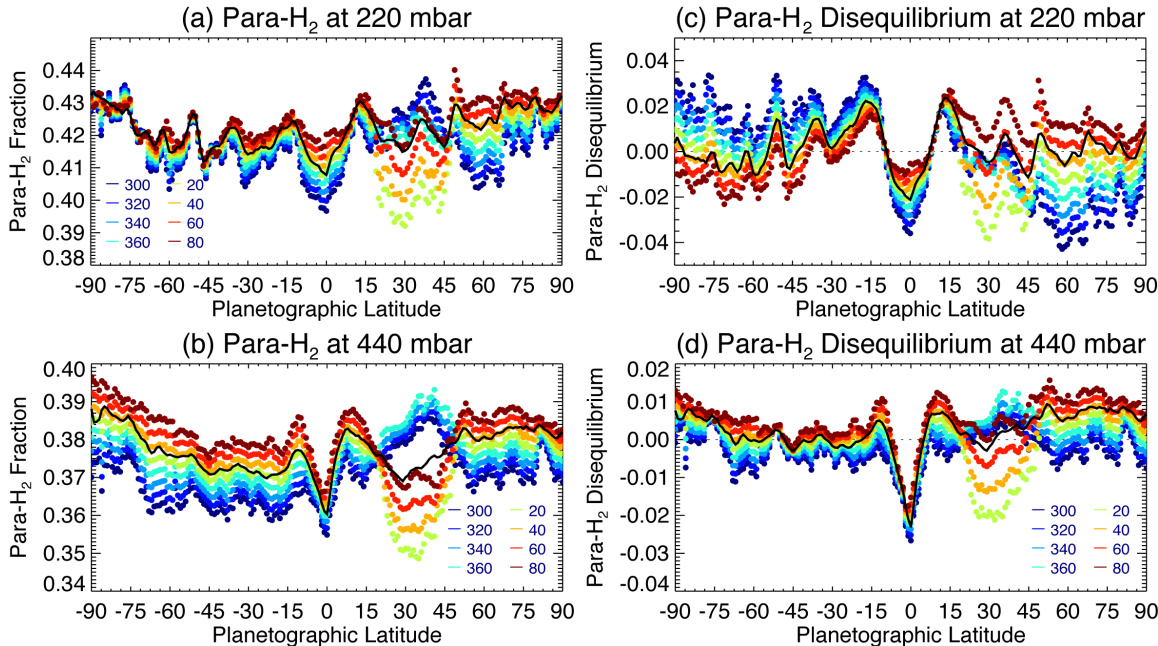 (a) Para-H2 at 220 mbar
Para-H2 Fraction
0.44
0.43
0.42
0.41
0.40
0.39
0.38
300 20
320 40
340 60
360 80
-90 -75 -60 -45 -30 -15 0 15 30 45 60 75 90
Planetographic Latitude
(c) Para-H2 Disequilibrium at 220 mbar
Para-H2 Disequilibrium
0.04
0.02
0.00
-0.02
-0.04
-90 -75 -60 -45 -30 -15 0 15 30 45 60 75 90
Planetographic Latitude
(b) Para-H2 at 440 mbar
Para-H2 Fraction
0.40
0.39
0.38
0.37
0.36
0.35
0.34
300 20
320 40
340 60
360 80
-90 -75 -60 -45 -30 -15 0 15 30 45 60 75 90
Planetographic Latitude
(d) Para-H2 Disequilibrium at 440 mbar
Para-H2 Disequilibrium
0.02
0.01
0.00
-0.01
-0.02
-0.03
-0.04
300 20
320 40
340 60
360 80
-90 -75 -60 -45 -30 -15 0 15 30 45 60 75 90
Planetographic Latitude